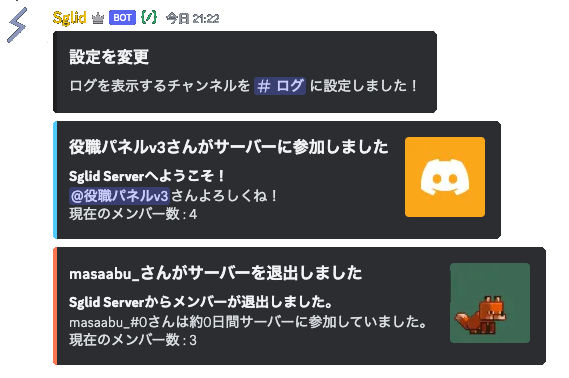 Sglid BOT {/} 今日 21:22
設定を変更
ログを表示するチャンネルを # ログ に設定しました！
役職パネルv3さんがサーバーに参加しました
Sglid Serverへようこそ！
@役職パネルv3さんよろしくね！
現在のメンバー数 : 4
masaabu_さんがサーバーを退出しました
Sglid Serverからメンバーが退出しました。
masaabu_#0さんは約0日間サーバーに参加していました。
現在のメンバー数 : 3